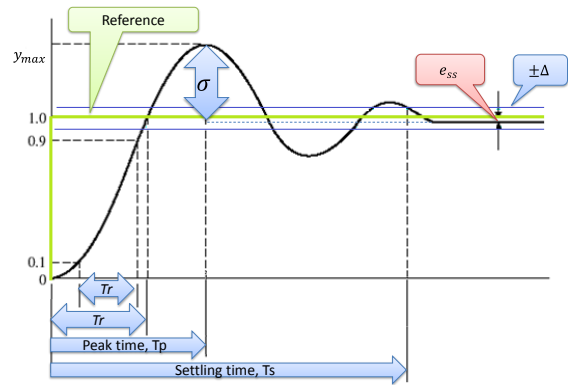 Reference
y_max
σ
e_ss
±Δ
1.0
0.9
0.1
0
Tr
Tr
Peak time, Tp
Settling time, Ts